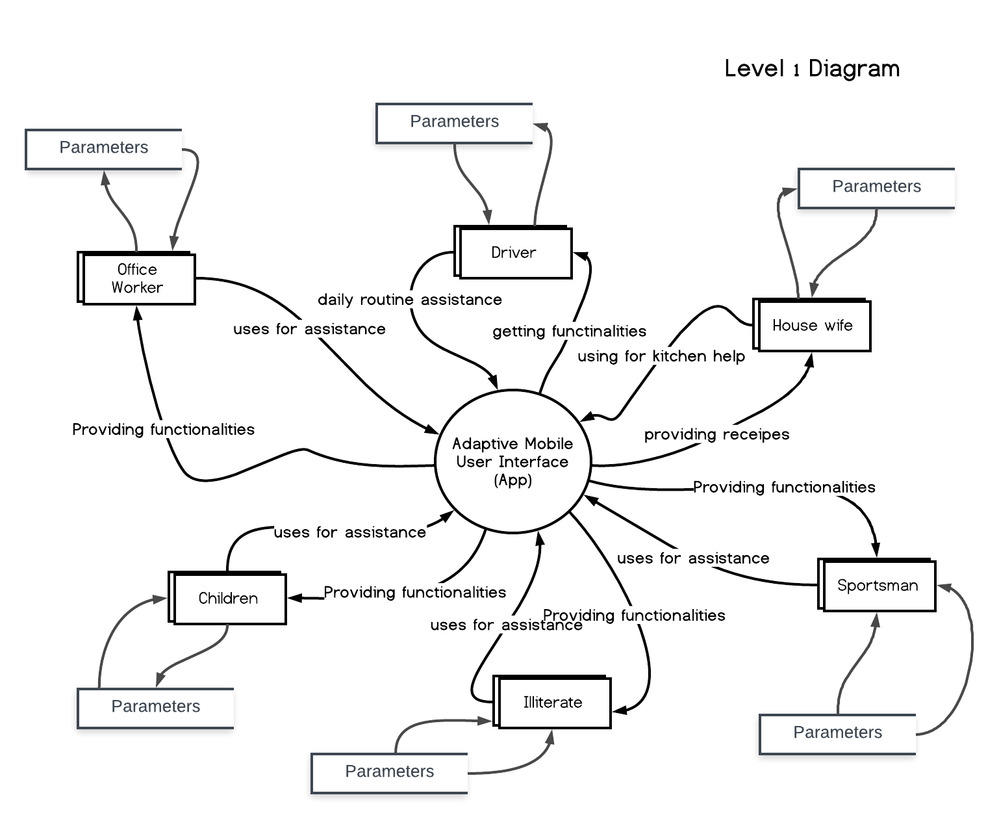 Level 1 Diagram
Parameters
Parameters
Parameters
Driver
Office
Worker
House wife
daily routine assistance
uses for assistance
getting functinalities
using for kitchen help
Providing functionalities
providing receipes
Adaptive Mobile
User Interface
(App)
Providing functionalities
uses for assistance
uses for assistance
Sportsman
Children
Providing functionalities
Providing functionalities
uses for assistance
Illiterate
Parameters
Parameters
Parameters